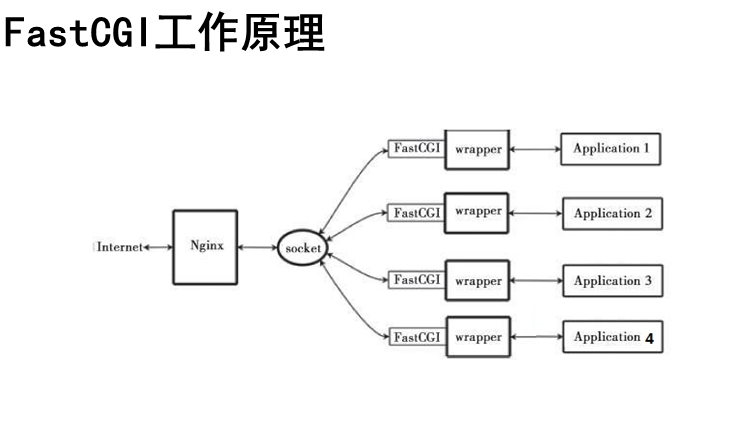 FastCGI工作原理
FastCGI wrapper Application 1
FastCGI wrapper Application 2
Internet Nginx socket
FastCGI wrapper Application 3
FastCGI wrapper Application 4